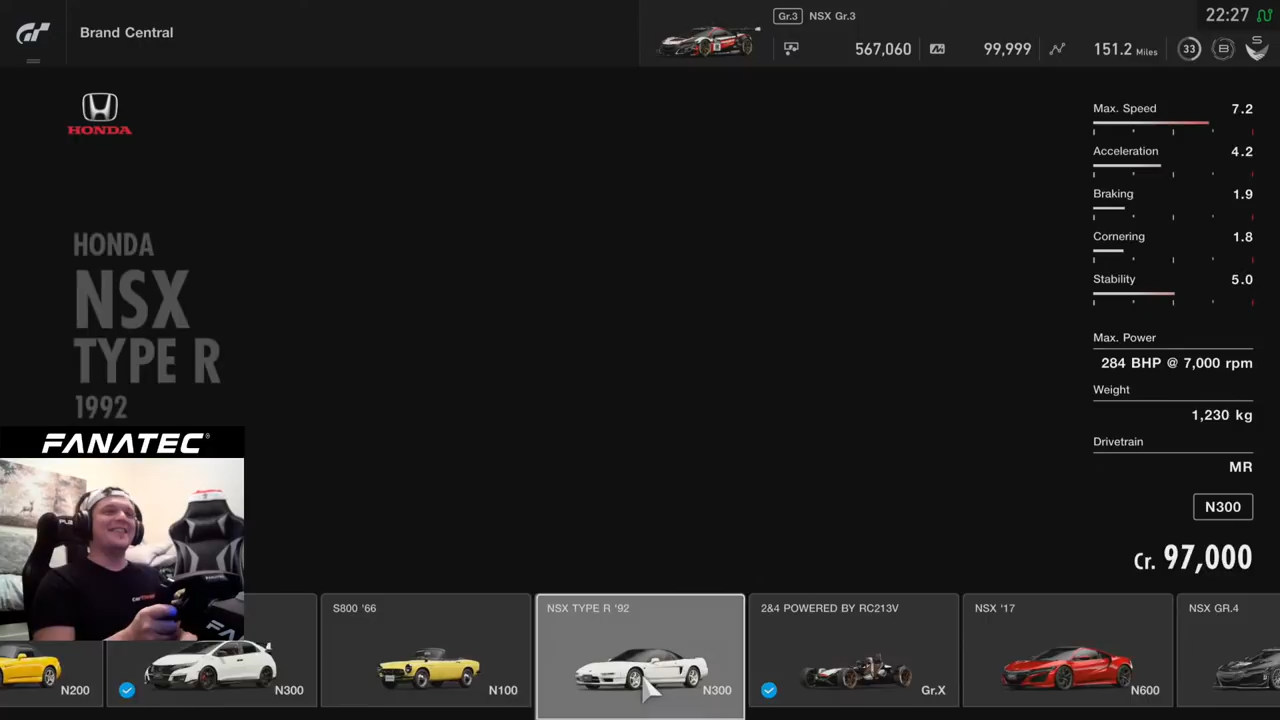 Brand Central
Gr.3 NSX Gr.3
22:27
567,060
99,999
151.2 Miles
33
B
S
HONDA
HONDA
NSX
TYPE R
1992
Max. Speed 7.2
Acceleration 4.2
Braking 1.9
Cornering 1.8
Stability 5.0
Max. Power
284 BHP @ 7,000 rpm
Weight
1,230 kg
Drivetrain
MR
N300
Cr. 97,000
FANATEC®
N200
N300
S800 '66
N100
NSX TYPE R '92
N300
2&4 POWERED BY RC213V
Gr.X
NSX '17
N600
NSX GR.4